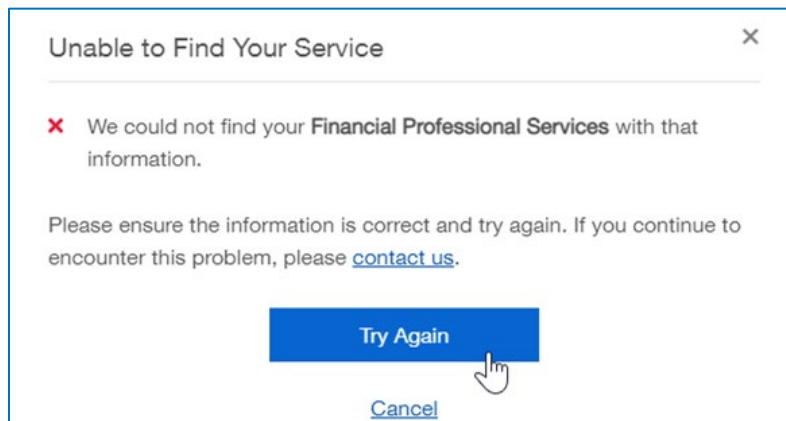 Unable to Find Your Service
We could not find your Financial Professional Services with that
information.
Please ensure the information is correct and try again. If you continue to
encounter this problem, please contact us.
Try Again
Cancel